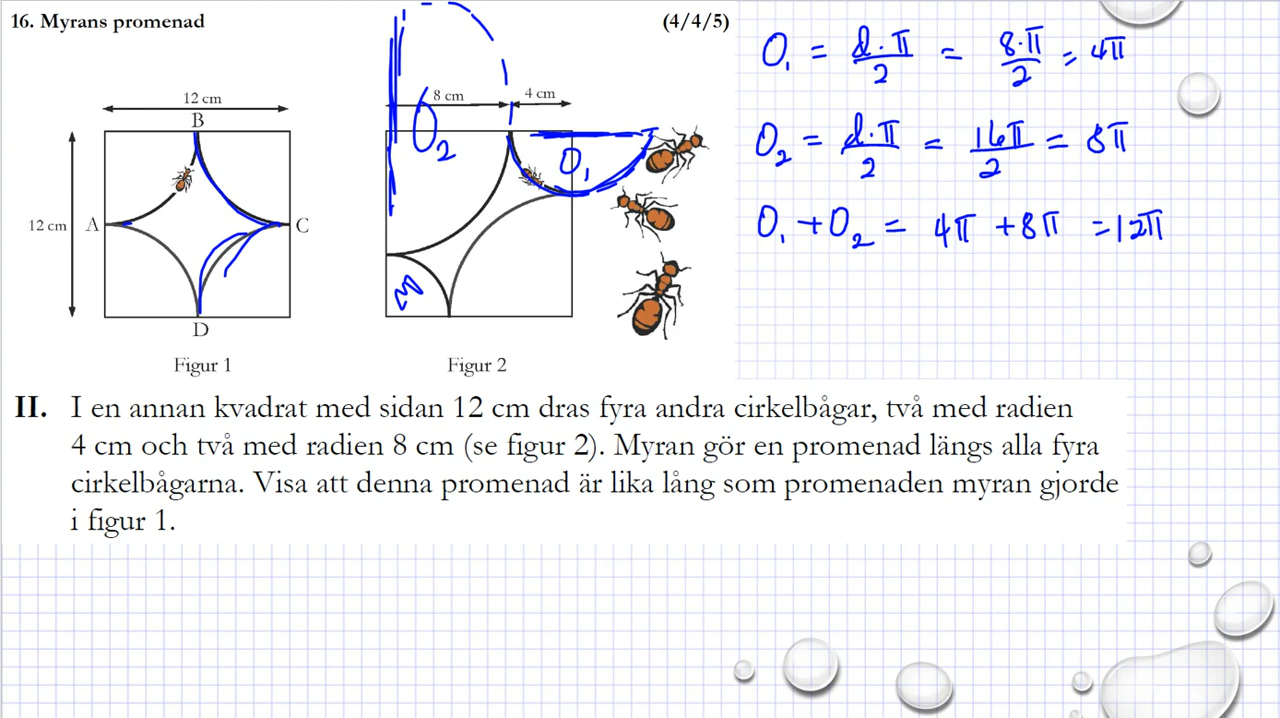 16. Myrans promenad
(4/4/5)
12 cm
B
12 cm
A
C
D
Figur 1
8 cm
4 cm
O₂
O₁
Figur 2
O₁ = d·π/2 = 8·π/2 = 4π
O₂ = d·π/2 = 16π/2 = 8π
O₁ + O₂ = 4π + 8π = 12π
II. I en annan kvadrat med sidan 12 cm dras fyra andra cirkelbågar, två med radien
4 cm och två med radien 8 cm (se figur 2). Myran gör en promenad längs alla fyra
cirkelbågarna. Visa att denna promenad är lika lång som promenaden myran gjorde
i figur 1.